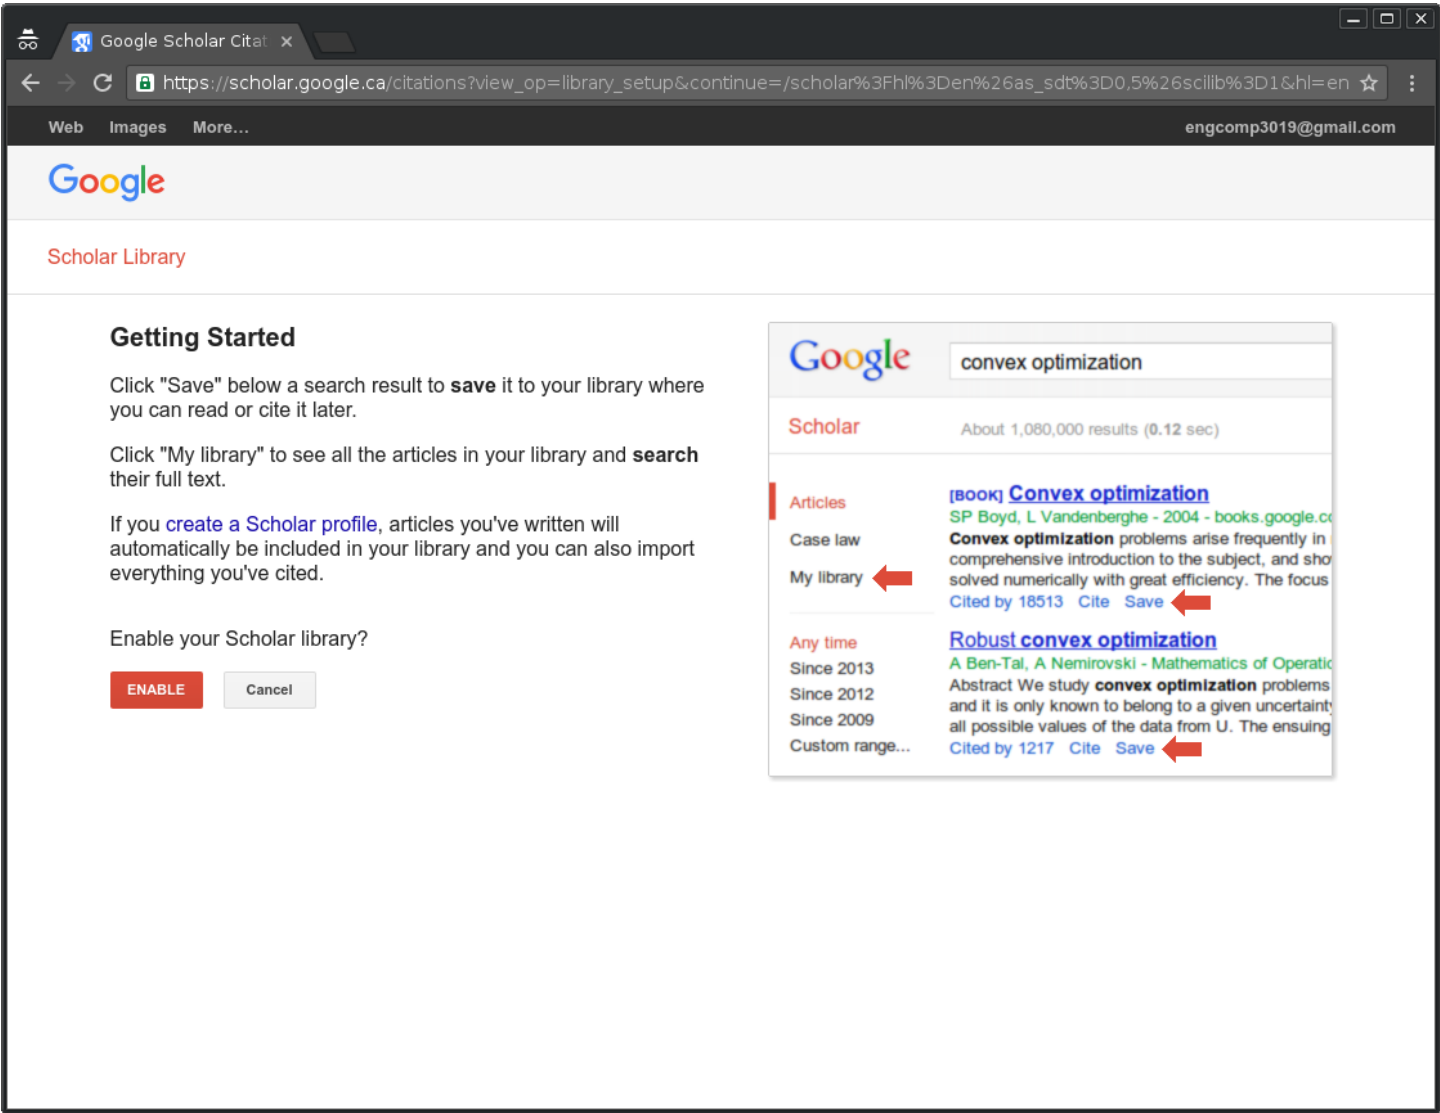 Google Scholar Citat
https://scholar.google.ca/citations?view_op=library_setup&continue=/scholar%3Fhl%3Den%26as_sdt%3D0,5%26scilib%3D1&hl=en
Web Images More...
engcomp3019@gmail.com
Google
Scholar Library
Getting Started
Click "Save" below a search result to save it to your library where
you can read or cite it later.
Click "My library" to see all the articles in your library and search
their full text.
If you create a Scholar profile, articles you've written will
automatically be included in your library and you can also import
everything you've cited.
Enable your Scholar library?
ENABLE Cancel
Google convex optimization
Scholar About 1,080,000 results (0.12 sec)
Articles
Case law
My library
Any time
Since 2013
Since 2012
Since 2009
Custom range...
[BOOK] Convex optimization
SP Boyd, L Vandenberghe - 2004 - books.google.co
Convex optimization problems arise frequently in
comprehensive introduction to the subject, and sho
solved numerically with great efficiency. The focus
Cited by 18513 Cite Save
Robust convex optimization
A Ben-Tal, A Nemirovski - Mathematics of Operatic
Abstract We study convex optimization problems
and it is only known to belong to a given uncertainty
all possible values of the data from U. The ensuing
Cited by 1217 Cite Save